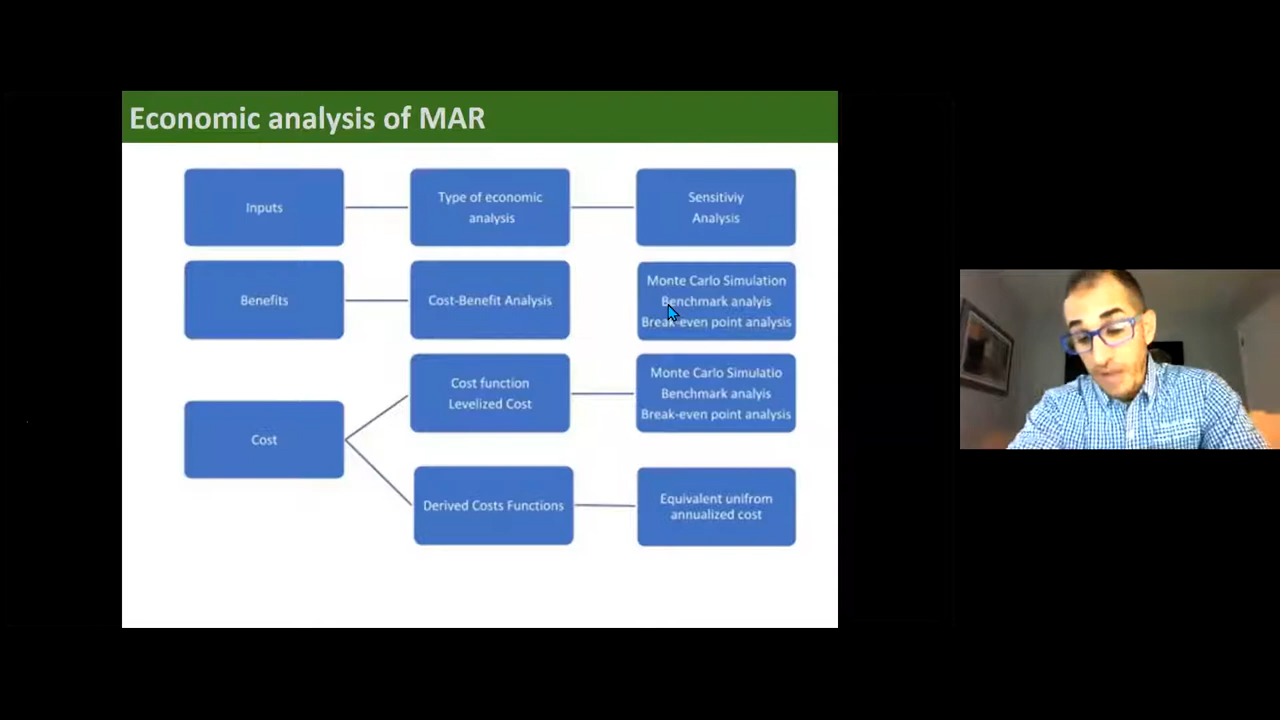 Economic analysis of MAR
Inputs
Type of economic
analysis
Sensitiviy
Analysis
Benefits
Cost-Benefit Analysis
Monte Carlo Simulation
Benchmark analyis
Break-even point analysis
Cost
Cost function
Levelized Cost
Monte Carlo Simulatio
Benchmark analyis
Break-even point analysis
Derived Costs Functions
Equivalent unifrom
annualized cost